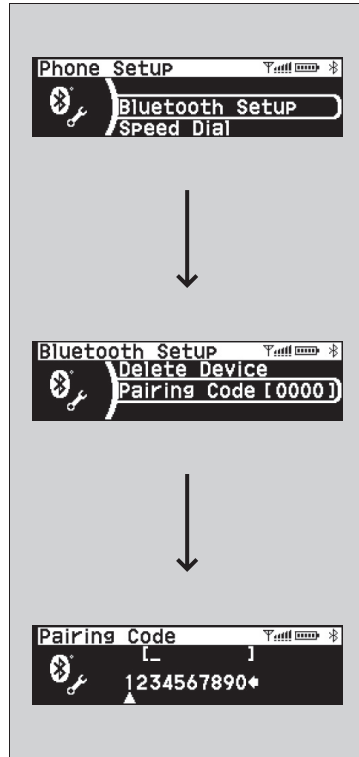 Phone Setup
Bluetooth Setup
Speed Dial
Bluetooth Setup
Delete Device
Pairing Code [0000]
Pairing Code
[_ ]
1234567890